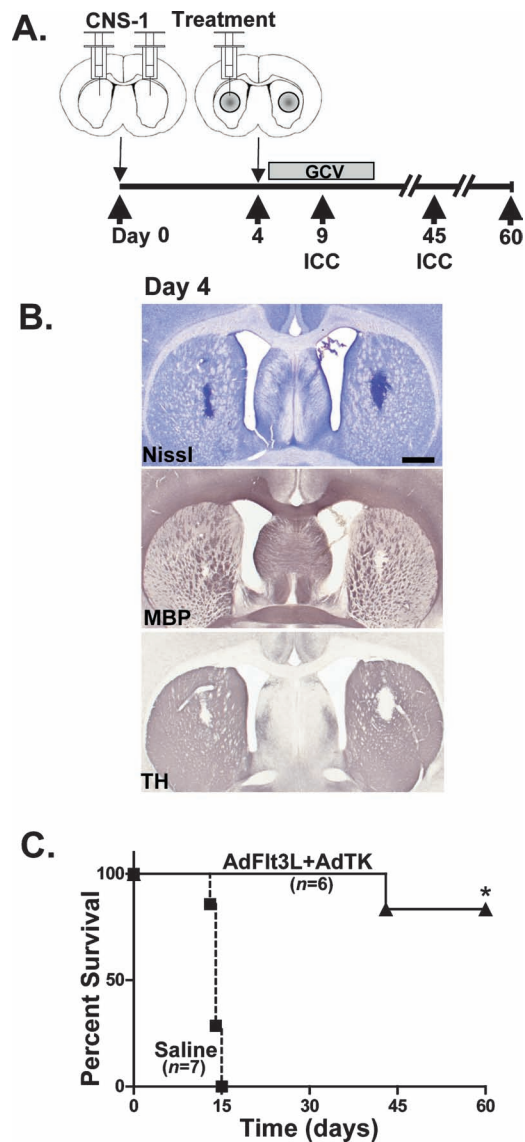 A.
CNS-1 Treatment
GCV
Day 0 4 9 45 60
ICC ICC
Day 4
B.
Nissl
MBP
TH
C.
100
50
0
Percent Survival
AdFlt3L+AdTK
(n=6)
*
Saline
(n=7)
0 15 30 45 60
Time (days)